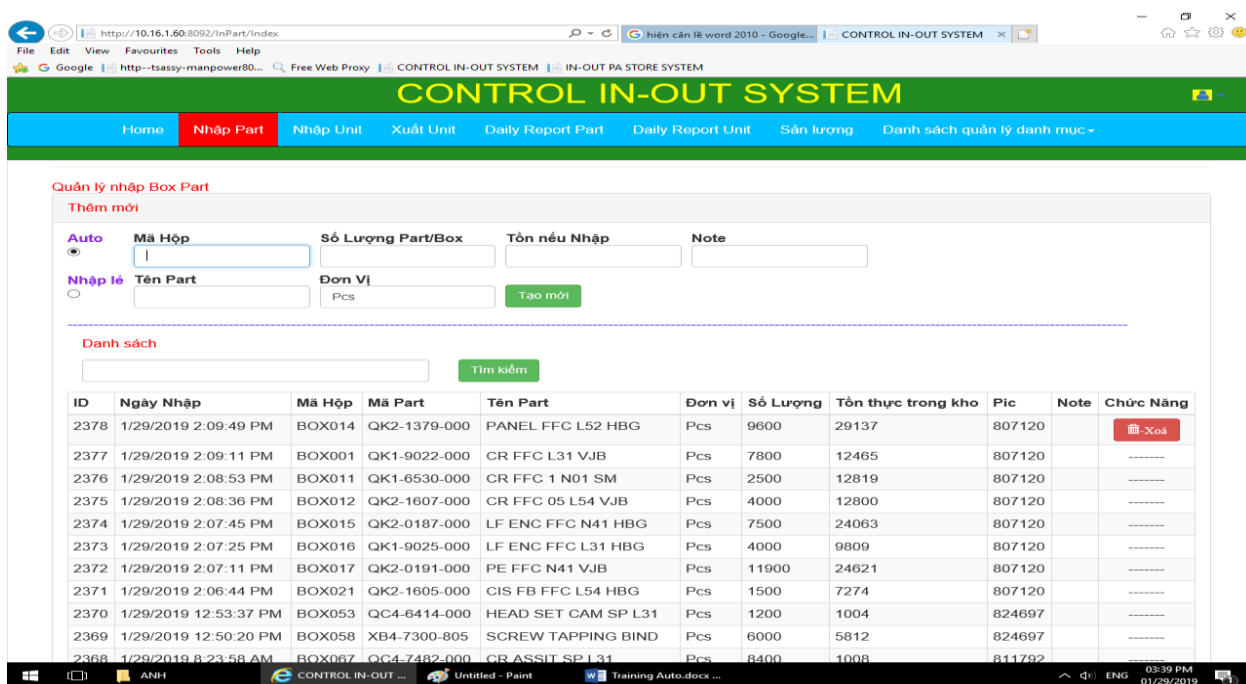 http://10.16.1.60:8092/InPart/Index
hiện căn lề word 2010 - Google...
CONTROL IN-OUT SYSTEM
File Edit View Favourites Tools Help
Google http--tsassy-manpower80... Free Web Proxy CONTROL IN-OUT SYSTEM IN-OUT PA STORE SYSTEM
CONTROL IN-OUT SYSTEM
Home Nhập Part Nhập Unit Xuất Unit Daily Report Part Daily Report Unit Sản lượng Danh sách quản lý danh mục
Quản lý nhập Box Part
Thêm mới
Auto Mã Hộp Số Lượng Part/Box Tồn nếu Nhập Note
Nhập lẻ Tên Part Đơn Vị
Pcs Tạo mới
Danh sách
Tìm kiếm
ID Ngày Nhập Mã Hộp Mã Part Tên Part Đơn vị Số Lượng Tồn thực trong kho Pic Note Chức Năng
2378 1/29/2019 2:09:49 PM BOX014 QK2-1379-000 PANEL FFC L52 HBG Pcs 9600 29137 807120 -Xoá
2377 1/29/2019 2:09:11 PM BOX001 QK1-9022-000 CR FFC L31 VJB Pcs 7800 12465 807120 -------
2376 1/29/2019 2:08:53 PM BOX011 QK1-6530-000 CR FFC 1 N01 SM Pcs 2500 12819 807120 -------
2375 1/29/2019 2:08:36 PM BOX012 QK2-1607-000 CR FFC 05 L54 VJB Pcs 4000 12800 807120 -------
2374 1/29/2019 2:07:45 PM BOX015 QK2-0187-000 LF ENC FFC N41 HBG Pcs 7500 24063 807120 -------
2373 1/29/2019 2:07:25 PM BOX016 QK1-9025-000 LF ENC FFC L31 HBG Pcs 4000 9809 807120 -------
2372 1/29/2019 2:07:11 PM BOX017 QK2-0191-000 PE FFC N41 VJB Pcs 11900 24621 807120 -------
2371 1/29/2019 2:06:44 PM BOX021 QK2-1605-000 CIS FB FFC L54 HBG Pcs 1500 7274 807120 -------
2370 1/29/2019 12:53:37 PM BOX053 QC4-6414-000 HEAD SET CAM SP L31 Pcs 1200 1004 824697 -------
2369 1/29/2019 12:50:20 PM BOX058 XB4-7300-805 SCREW TAPPING BIND Pcs 6000 5812 824697 -------
2368 1/29/2019 8:23:58 AM BOX067 QC4-7482-000 CR ASSIT SP L31 Pcs 8400 1008 811792 -------
ANH CONTROL IN-OUT ... Untitled - Paint Training Auto.docx ... ENG 03:39 PM
01/29/2019